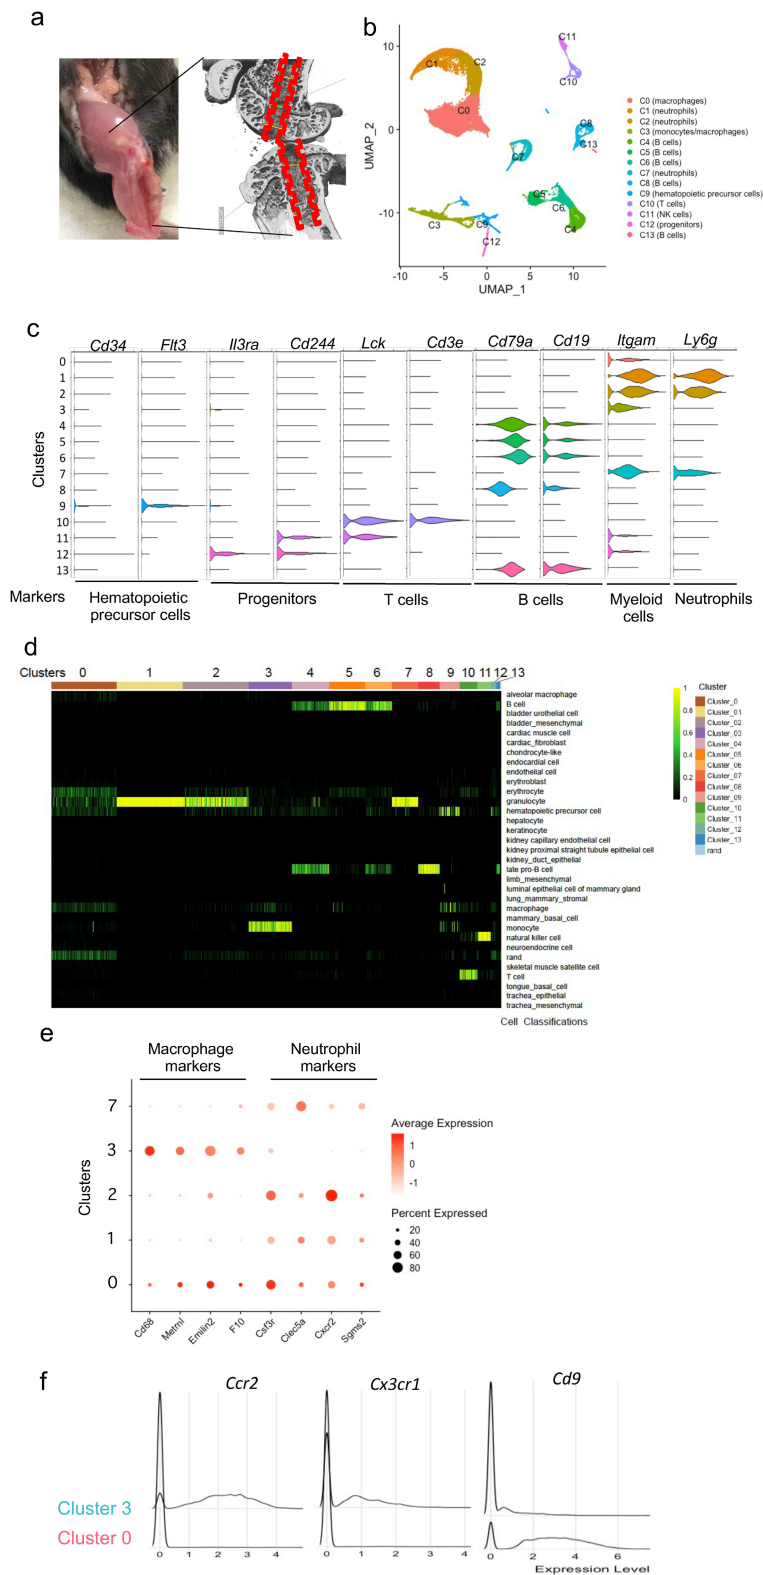 a
b
10
0
-10
UMAP_2
-10
-5
0
5
10
UMAP_1
C11
C10
C1
C2
C0
C8
C13
C7
C5
C6
C4
C3
C9
C12
C0 (macrophages)
C1 (neutrophils)
C2 (neutrophils)
C3 (monocytes/macrophages)
C4 (B cells)
C5 (B cells)
C6 (B cells)
C7 (neutrophils)
C8 (B cells)
C9 (hematopoietic precursor cells)
C10 (T cells)
C11 (NK cells)
C12 (progenitors)
C13 (B cells)
c
Cd34 Flt3 Il3ra Cd244 Lck Cd3e Cd79a Cd19 Itgam Ly6g
Clusters
0
1
2
3
4
5
6
7
8
9
10
11
12
13
Markers
Hematopoietic precursor cells
Progenitors
T cells
B cells
Myeloid cells
Neutrophils
d
Clusters 0 1 2 3 4 5 6 7 8 9 10 11 12 13
alveolar macrophage
B cell
bladder urothelial cell
bladder_mesenchymal
cardiac muscle cell
cardiac_fibroblast
chondrocyte-like
endocardial cell
endothelial cell
erythroblast
erythrocyte
granulocyte
hematopoietic precursor cell
hepatocyte
keratinocyte
kidney capillary endothelial cell
kidney proximal straight tubule epithelial cell
kidney_duct_epithelial
late pro-B cell
limb_mesenchymal
luminal epithelial cell of mammary gland
lung_mammary_stromal
macrophage
mammary_basal_cell
monocyte
natural killer cell
neuroendocrine cell
rand
skeletal muscle satellite cell
T cell
tongue_basal_cell
trachea_epithelial
trachea_mesenchymal
Cell Classifications
1
0.8
0.6
0.4
0.2
0
Cluster
Cluster_0
Cluster_01
Cluster_02
Cluster_03
Cluster_04
Cluster_05
Cluster_06
Cluster_07
Cluster_08
Cluster_09
Cluster_10
Cluster_11
Cluster_12
Cluster_13
rand
e
Macrophage markers
Neutrophil markers
Clusters
7
3
2
1
0
Cd68 Metrnl Emilin2 F10 Csf3r Clec5a Cxcr2 Sgms2
Average Expression
1
0
-1
Percent Expressed
20
40
60
80
f
Ccr2 Cx3cr1 Cd9
Cluster 3
Cluster 0
0 1 2 3 4
0 1 2 3 4
0 2 4 6
Expression Level